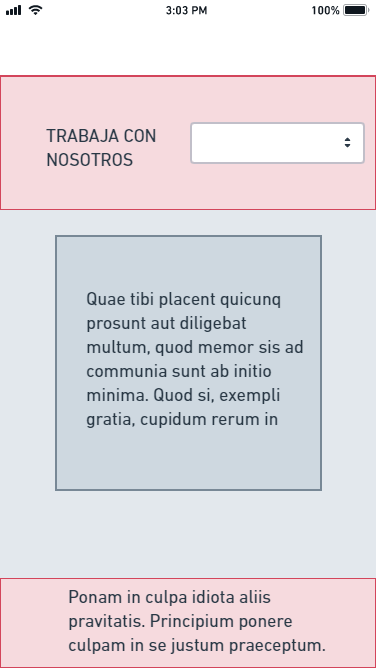 3:03 PM
100%
TRABAJA CON
NOSOTROS
Quae tibi placent quicunq
prosunt aut diligebat
multum, quod memor sis ad
communia sunt ab initio
minima. Quod si, exempli
gratia, cupidum rerum in
Ponam in culpa idiota aliis
pravitatis. Principium ponere
culpam in se justum praeceptum.